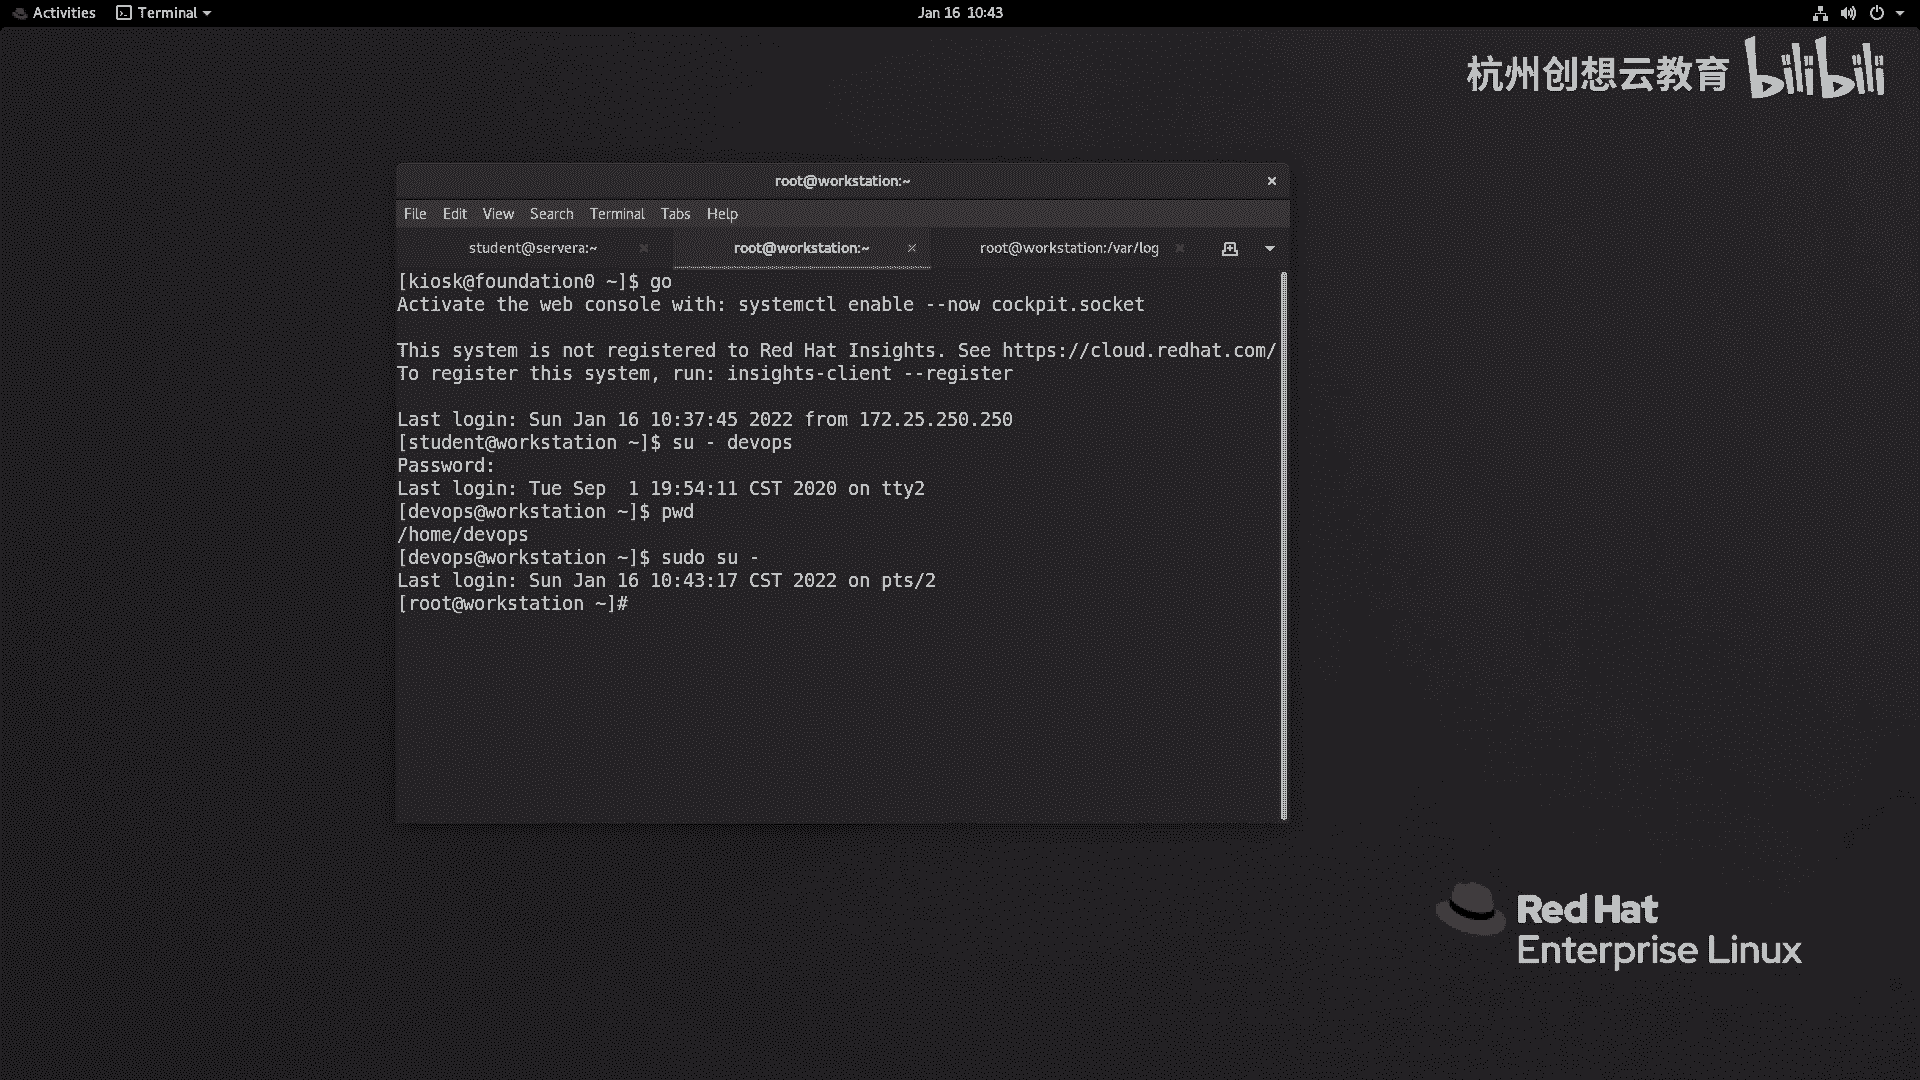 Activities
Terminal
Jan 16 10:43
杭州创想云教育 bilibili
root@workstation:~
File Edit View Search Terminal Tabs Help
student@servera:~
root@workstation:~
root@workstation:/var/log
[kiosk@foundation0 ~]$ go
Activate the web console with: systemctl enable --now cockpit.socket
This system is not registered to Red Hat Insights. See https://cloud.redhat.com/
To register this system, run: insights-client --register
Last login: Sun Jan 16 10:37:45 2022 from 172.25.250.250
[student@workstation ~]$ su - devops
Password:
Last login: Tue Sep  1 19:54:11 CST 2020 on tty2
[devops@workstation ~]$ pwd
/home/devops
[devops@workstation ~]$ sudo su -
Last login: Sun Jan 16 10:43:17 CST 2022 on pts/2
[root@workstation ~]#
Red Hat
Enterprise Linux